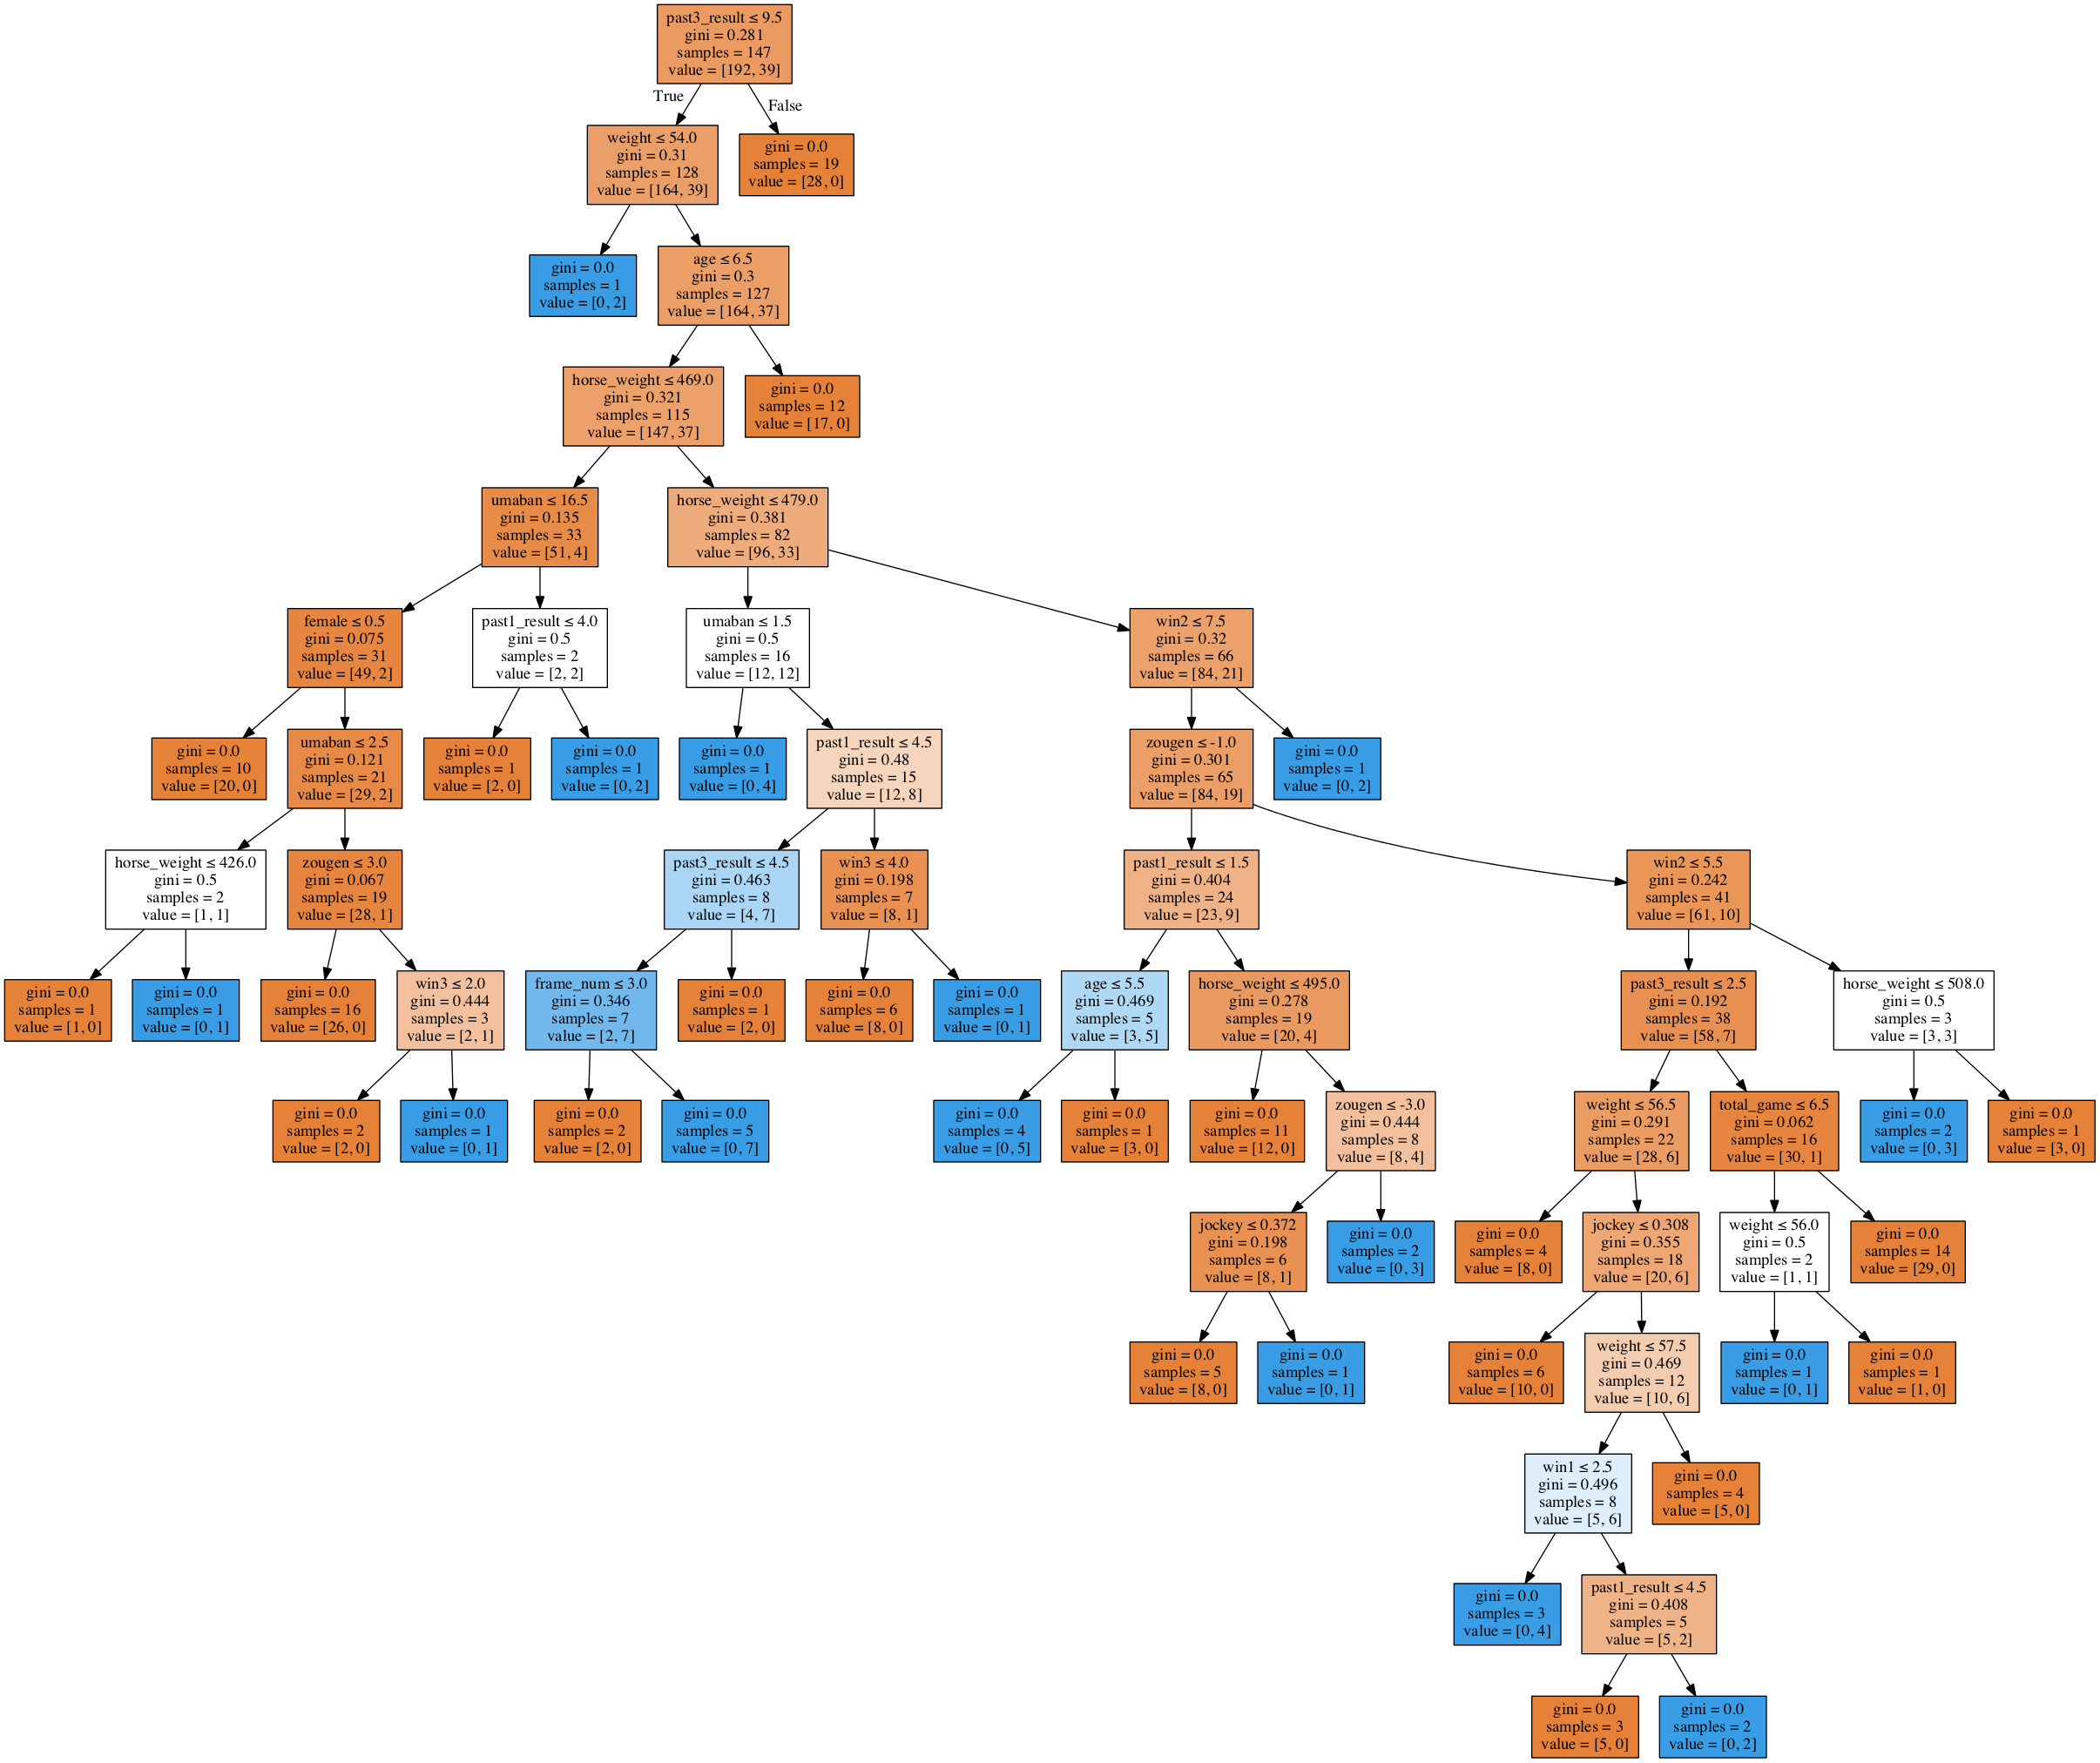 past3_result ≤ 9.5
gini = 0.281
samples = 147
value = [192, 39]
True
False
weight ≤ 54.0
gini = 0.31
samples = 128
value = [164, 39]
gini = 0.0
samples = 19
value = [28, 0]
gini = 0.0
samples = 1
value = [0, 2]
age ≤ 6.5
gini = 0.3
samples = 127
value = [164, 37]
horse_weight ≤ 469.0
gini = 0.321
samples = 115
value = [147, 37]
gini = 0.0
samples = 12
value = [17, 0]
umaban ≤ 16.5
gini = 0.135
samples = 33
value = [51, 4]
horse_weight ≤ 479.0
gini = 0.381
samples = 82
value = [96, 33]
female ≤ 0.5
gini = 0.075
samples = 31
value = [49, 2]
past1_result ≤ 4.0
gini = 0.5
samples = 2
value = [2, 2]
umaban ≤ 1.5
gini = 0.5
samples = 16
value = [12, 12]
win2 ≤ 7.5
gini = 0.32
samples = 66
value = [84, 21]
gini = 0.0
samples = 10
value = [20, 0]
umaban ≤ 2.5
gini = 0.121
samples = 21
value = [29, 2]
gini = 0.0
samples = 1
value = [2, 0]
gini = 0.0
samples = 1
value = [0, 2]
gini = 0.0
samples = 1
value = [0, 4]
past1_result ≤ 4.5
gini = 0.48
samples = 15
value = [12, 8]
zougen ≤ -1.0
gini = 0.301
samples = 65
value = [84, 19]
gini = 0.0
samples = 1
value = [0, 2]
horse_weight ≤ 426.0
gini = 0.5
samples = 2
value = [1, 1]
zougen ≤ 3.0
gini = 0.067
samples = 19
value = [28, 1]
past3_result ≤ 4.5
gini = 0.463
samples = 8
value = [4, 7]
win3 ≤ 4.0
gini = 0.198
samples = 7
value = [8, 1]
past1_result ≤ 1.5
gini = 0.404
samples = 24
value = [23, 9]
win2 ≤ 5.5
gini = 0.242
samples = 41
value = [61, 10]
gini = 0.0
samples = 1
value = [1, 0]
gini = 0.0
samples = 1
value = [0, 1]
gini = 0.0
samples = 16
value = [26, 0]
win3 ≤ 2.0
gini = 0.444
samples = 3
value = [2, 1]
frame_num ≤ 3.0
gini = 0.346
samples = 7
value = [2, 7]
gini = 0.0
samples = 1
value = [2, 0]
gini = 0.0
samples = 6
value = [8, 0]
gini = 0.0
samples = 1
value = [0, 1]
age ≤ 5.5
gini = 0.469
samples = 5
value = [3, 5]
horse_weight ≤ 495.0
gini = 0.278
samples = 19
value = [20, 4]
past3_result ≤ 2.5
gini = 0.192
samples = 38
value = [58, 7]
horse_weight ≤ 508.0
gini = 0.5
samples = 3
value = [3, 3]
gini = 0.0
samples = 2
value = [2, 0]
gini = 0.0
samples = 1
value = [0, 1]
gini = 0.0
samples = 2
value = [2, 0]
gini = 0.0
samples = 5
value = [0, 7]
gini = 0.0
samples = 4
value = [0, 5]
gini = 0.0
samples = 1
value = [3, 0]
gini = 0.0
samples = 11
value = [12, 0]
zougen ≤ -3.0
gini = 0.444
samples = 8
value = [8, 4]
weight ≤ 56.5
gini = 0.291
samples = 22
value = [28, 6]
total_game ≤ 6.5
gini = 0.062
samples = 16
value = [30, 1]
gini = 0.0
samples = 2
value = [0, 3]
gini = 0.0
samples = 1
value = [3, 0]
jockey ≤ 0.372
gini = 0.198
samples = 6
value = [8, 1]
gini = 0.0
samples = 2
value = [0, 3]
gini = 0.0
samples = 4
value = [8, 0]
jockey ≤ 0.308
gini = 0.355
samples = 18
value = [20, 6]
weight ≤ 56.0
gini = 0.5
samples = 2
value = [1, 1]
gini = 0.0
samples = 14
value = [29, 0]
gini = 0.0
samples = 5
value = [8, 0]
gini = 0.0
samples = 1
value = [0, 1]
gini = 0.0
samples = 6
value = [10, 0]
weight ≤ 57.5
gini = 0.469
samples = 12
value = [10, 6]
gini = 0.0
samples = 1
value = [0, 1]
gini = 0.0
samples = 1
value = [1, 0]
win1 ≤ 2.5
gini = 0.496
samples = 8
value = [5, 6]
gini = 0.0
samples = 4
value = [5, 0]
gini = 0.0
samples = 3
value = [0, 4]
past1_result ≤ 4.5
gini = 0.408
samples = 5
value = [5, 2]
gini = 0.0
samples = 3
value = [5, 0]
gini = 0.0
samples = 2
value = [0, 2]